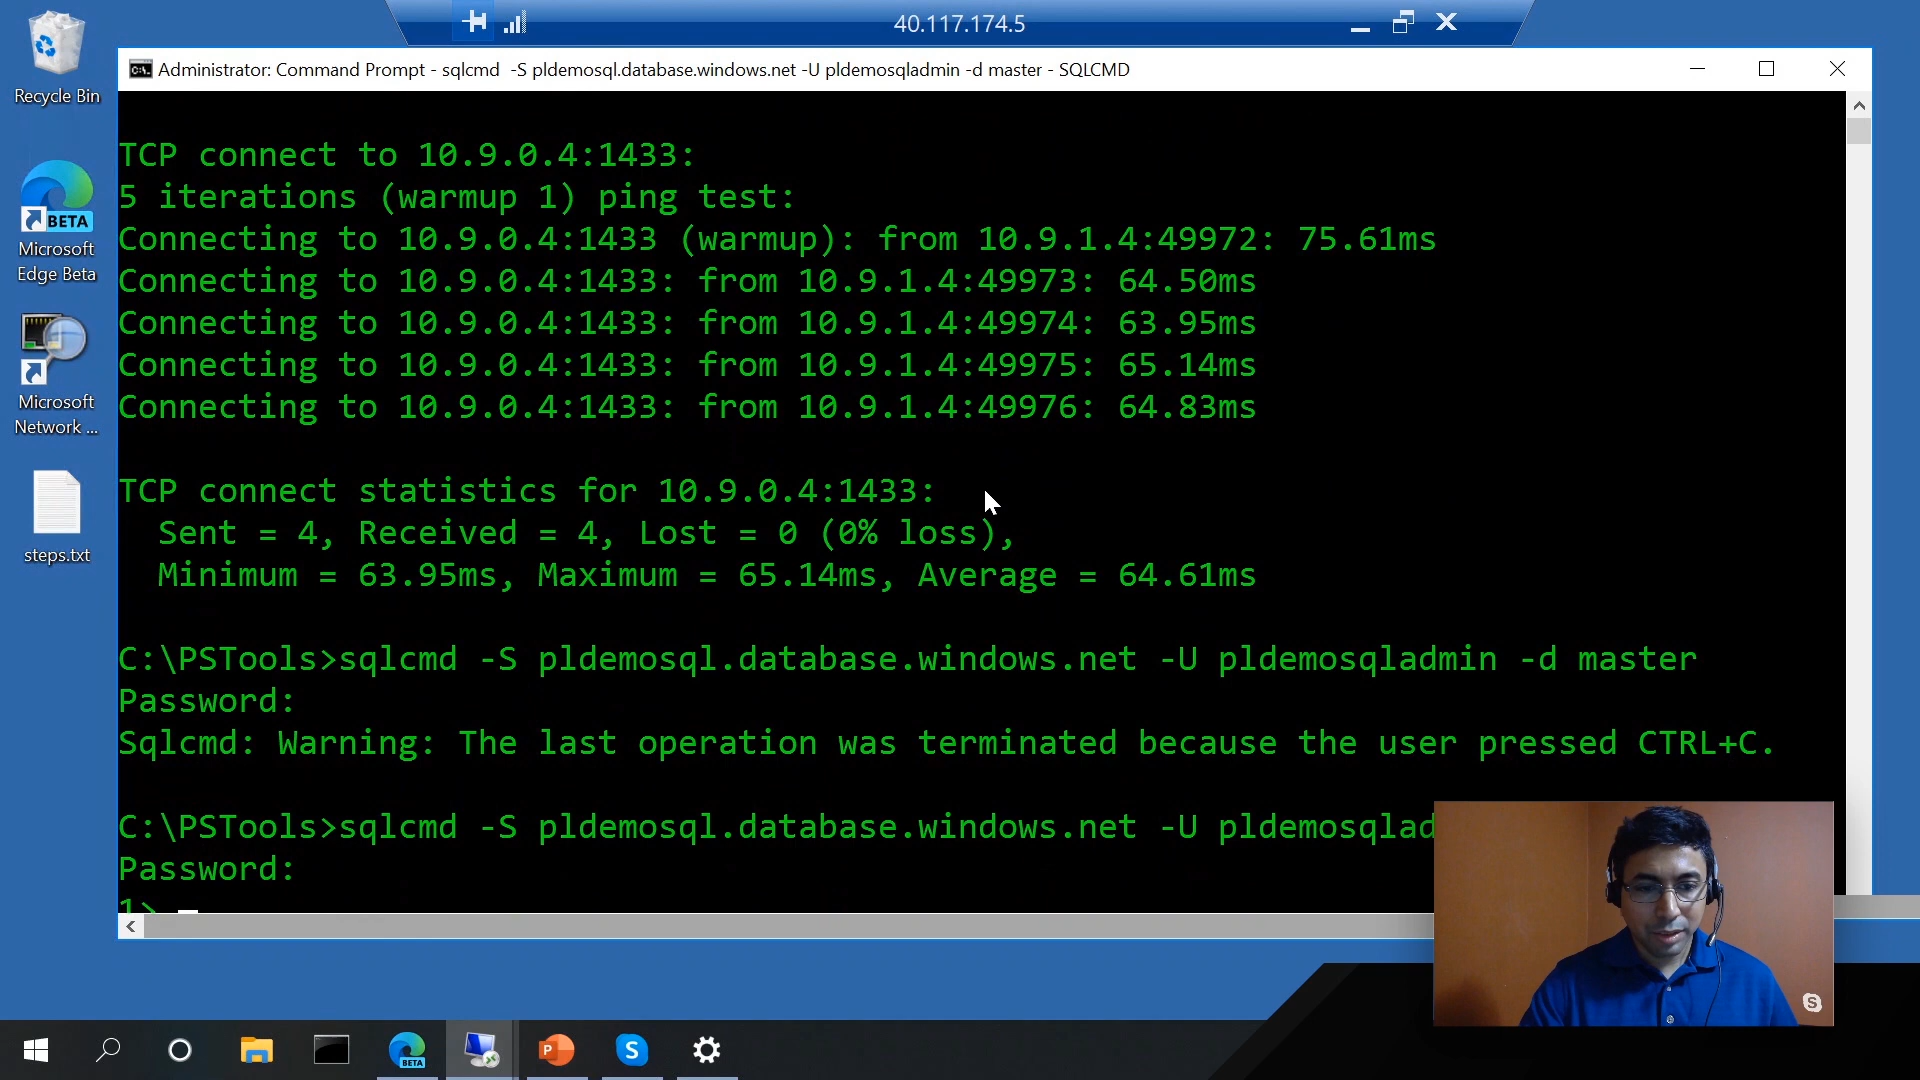 40.117.174.5
Recycle Bin
Administrator: Command Prompt - sqlcmd  -S pldemosql.database.windows.net -U pldemosqladmin -d master - SQLCMD
BETA
Microsoft
Edge Beta
Microsoft
Network ...
steps.txt
TCP connect to 10.9.0.4:1433:
5 iterations (warmup 1) ping test:
Connecting to 10.9.0.4:1433 (warmup): from 10.9.1.4:49972: 75.61ms
Connecting to 10.9.0.4:1433: from 10.9.1.4:49973: 64.50ms
Connecting to 10.9.0.4:1433: from 10.9.1.4:49974: 63.95ms
Connecting to 10.9.0.4:1433: from 10.9.1.4:49975: 65.14ms
Connecting to 10.9.0.4:1433: from 10.9.1.4:49976: 64.83ms
TCP connect statistics for 10.9.0.4:1433:
  Sent = 4, Received = 4, Lost = 0 (0% loss),
  Minimum = 63.95ms, Maximum = 65.14ms, Average = 64.61ms
C:\PSTools>sqlcmd -S pldemosql.database.windows.net -U pldemosqladmin -d master
Password:
Sqlcmd: Warning: The last operation was terminated because the user pressed CTRL+C.
C:\PSTools>sqlcmd -S pldemosql.database.windows.net -U pldemosqlad
Password:
1>
BETA
P
S
S